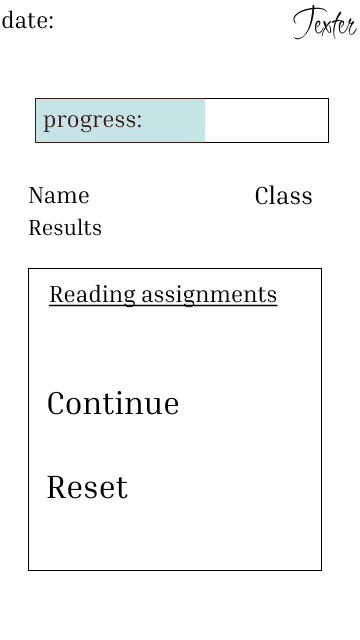 date: Texter
progress:
Name Class
Results
Reading assignments
Continue
Reset